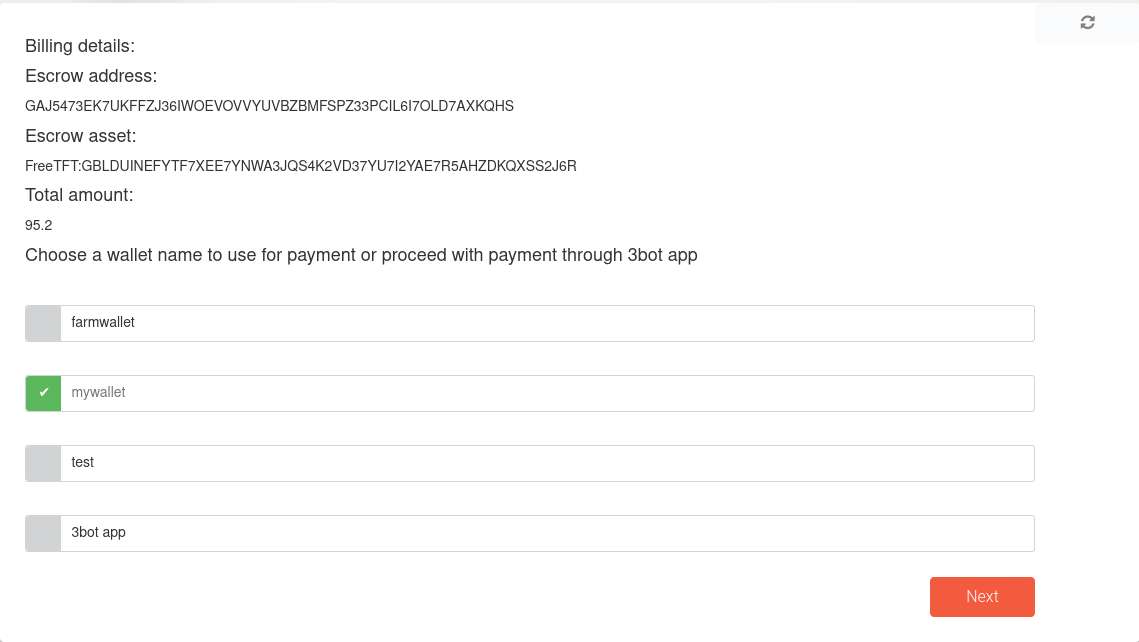 Billing details:
Escrow address:
GAJ5473EK7UKFFZJ36IWOEVOVVYUVBZBMFSPZ33PCIL6I7OLD7AXKQHS
Escrow asset:
FreeTFT:GBLDUINEFYTF7XEE7YNWA3JQS4K2VD37YU7I2YAE7R5AHZDKQXSS2J6R
Total amount:
95.2
Choose a wallet name to use for payment or proceed with payment through 3bot app
farmwallet
mywallet
test
3bot app
Next